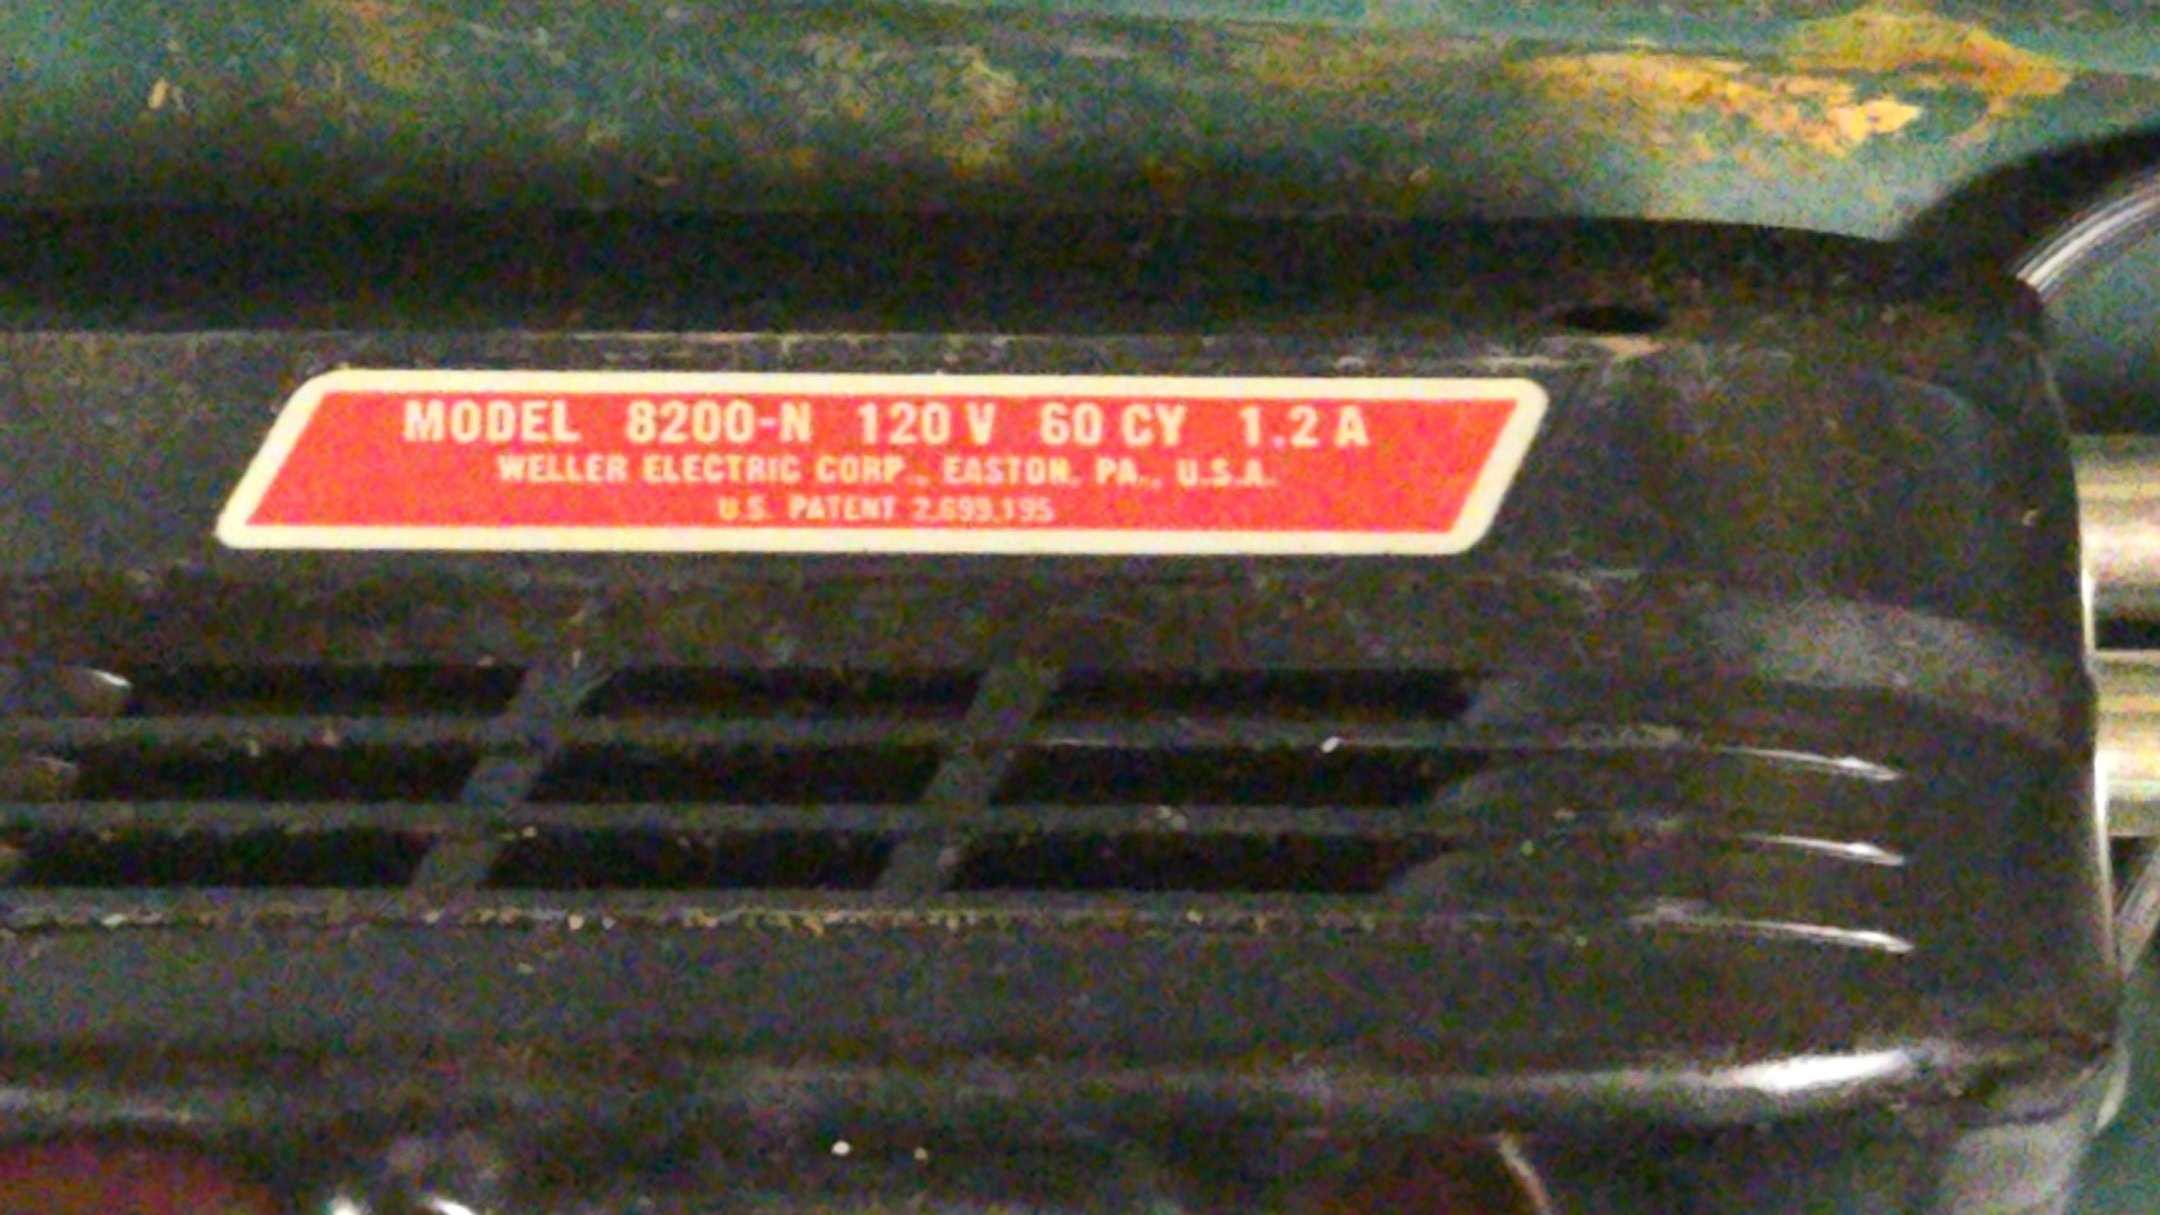 MODEL 8200-N 120 V 60 CY 1.2 A
WELLER ELECTRIC CORP., EASTON, PA., U.S.A.
U.S. PATENT 2,699,195